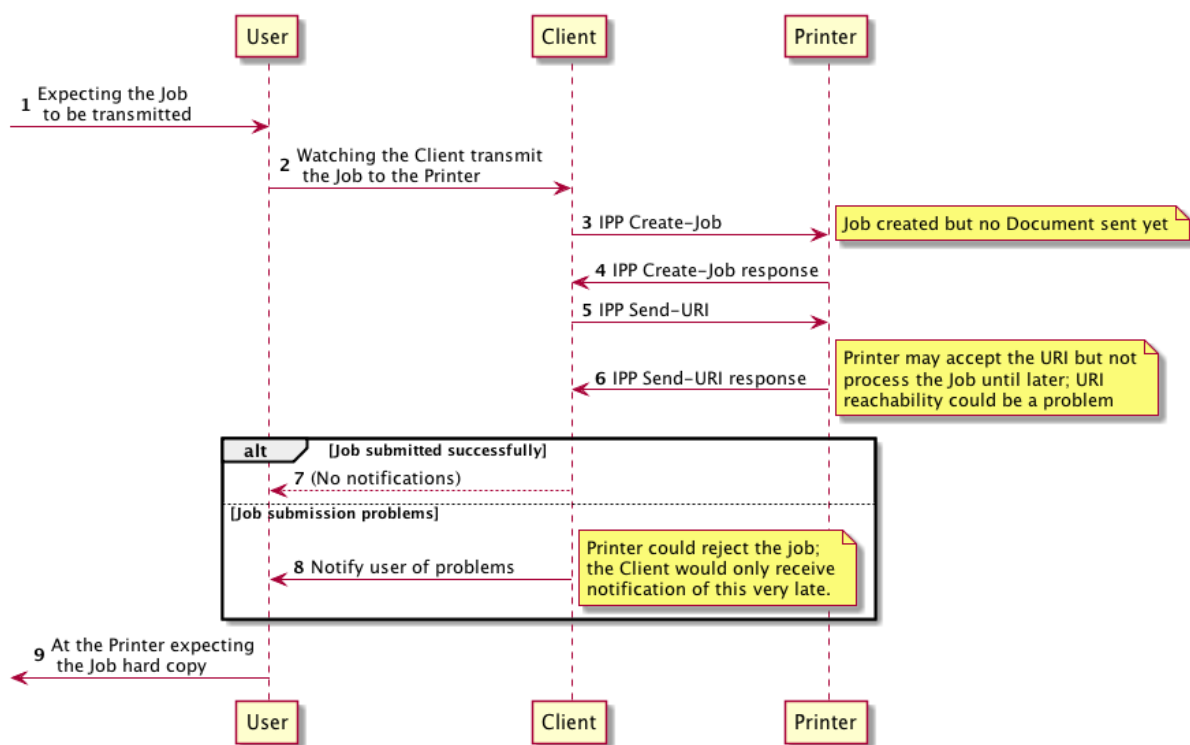 User
Client
Printer
1 Expecting the Job
to be transmitted
2 Watching the Client transmit
the Job to the Printer
3 IPP Create-Job
Job created but no Document sent yet
4 IPP Create-Job response
5 IPP Send-URI
Printer may accept the URI but not
process the Job until later; URI
reachability could be a problem
6 IPP Send-URI response
alt [Job submitted successfully]
7 (No notifications)
[Job submission problems]
Printer could reject the job;
the Client would only receive
notification of this very late.
8 Notify user of problems
9 At the Printer expecting
the Job hard copy
User
Client
Printer